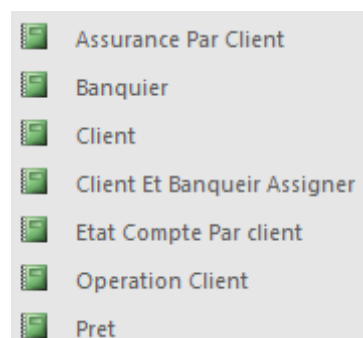 Assurance Par Client
Banquier
Client
Client Et Banqueir Assigner
Etat Compte Par client
Operation Client
Pret